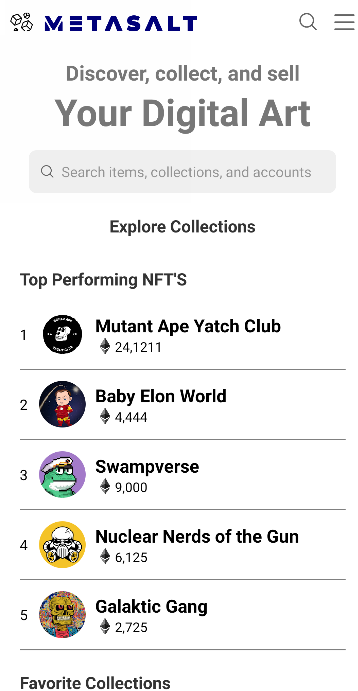 METASALT
Discover, collect, and sell
Your Digital Art
Search items, collections, and accounts
Explore Collections
Top Performing NFT'S
1
Mutant Ape Yatch Club
24,1211
2
Baby Elon World
4,444
3
Swampverse
9,000
4
Nuclear Nerds of the Gun
6,125
5
Galaktic Gang
2,725
Favorite Collections